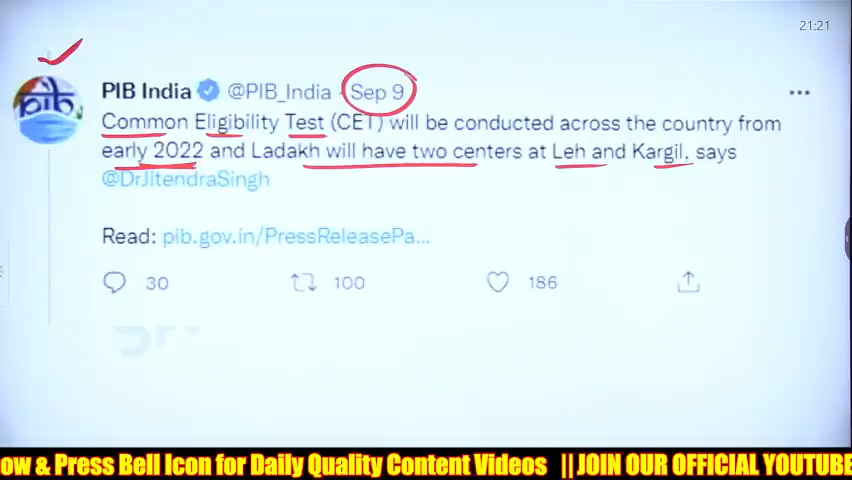 21:21
PIB India @PIB_India · Sep 9
Common Eligibility Test (CET) will be conducted across the country from
early 2022 and Ladakh will have two centers at Leh and Kargil, says
@DrJitendraSingh
Read: pib.gov.in/PressReleasePa...
30 100 186
ow & Press Bell Icon for Daily Quality Content Videos || JOIN OUR OFFICIAL YOUTUBE